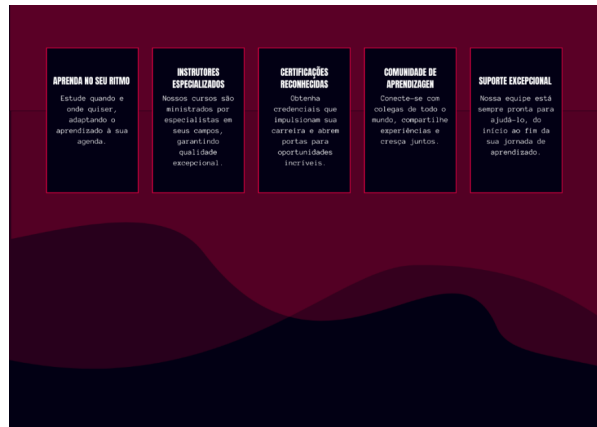 APRENDA NO SEU RITMO
Estude quando e
onde quiser,
adaptando o
aprendizado à sua
agenda.
INSTRUTORES
ESPECIALIZADOS
Nossos cursos são
ministrados por
especialistas em
seus campos,
garantindo
qualidade
excepcional.
CERTIFICAÇÕES
RECONHECIDAS
Obtenha
credenciais que
impulsionam sua
carreira e abrem
portas para
oportunidades
incríveis.
COMUNIDADE DE
APRENDIZAGEN
Conecte-se com
colegas de todo o
mundo, compartilhe
experiências e
cresça juntos.
SUPORTE EXCEPCIONAL
Nossa equipe está
sempre pronta para
ajudá-lo, do
início ao fim da
sua jornada de
aprendizado.